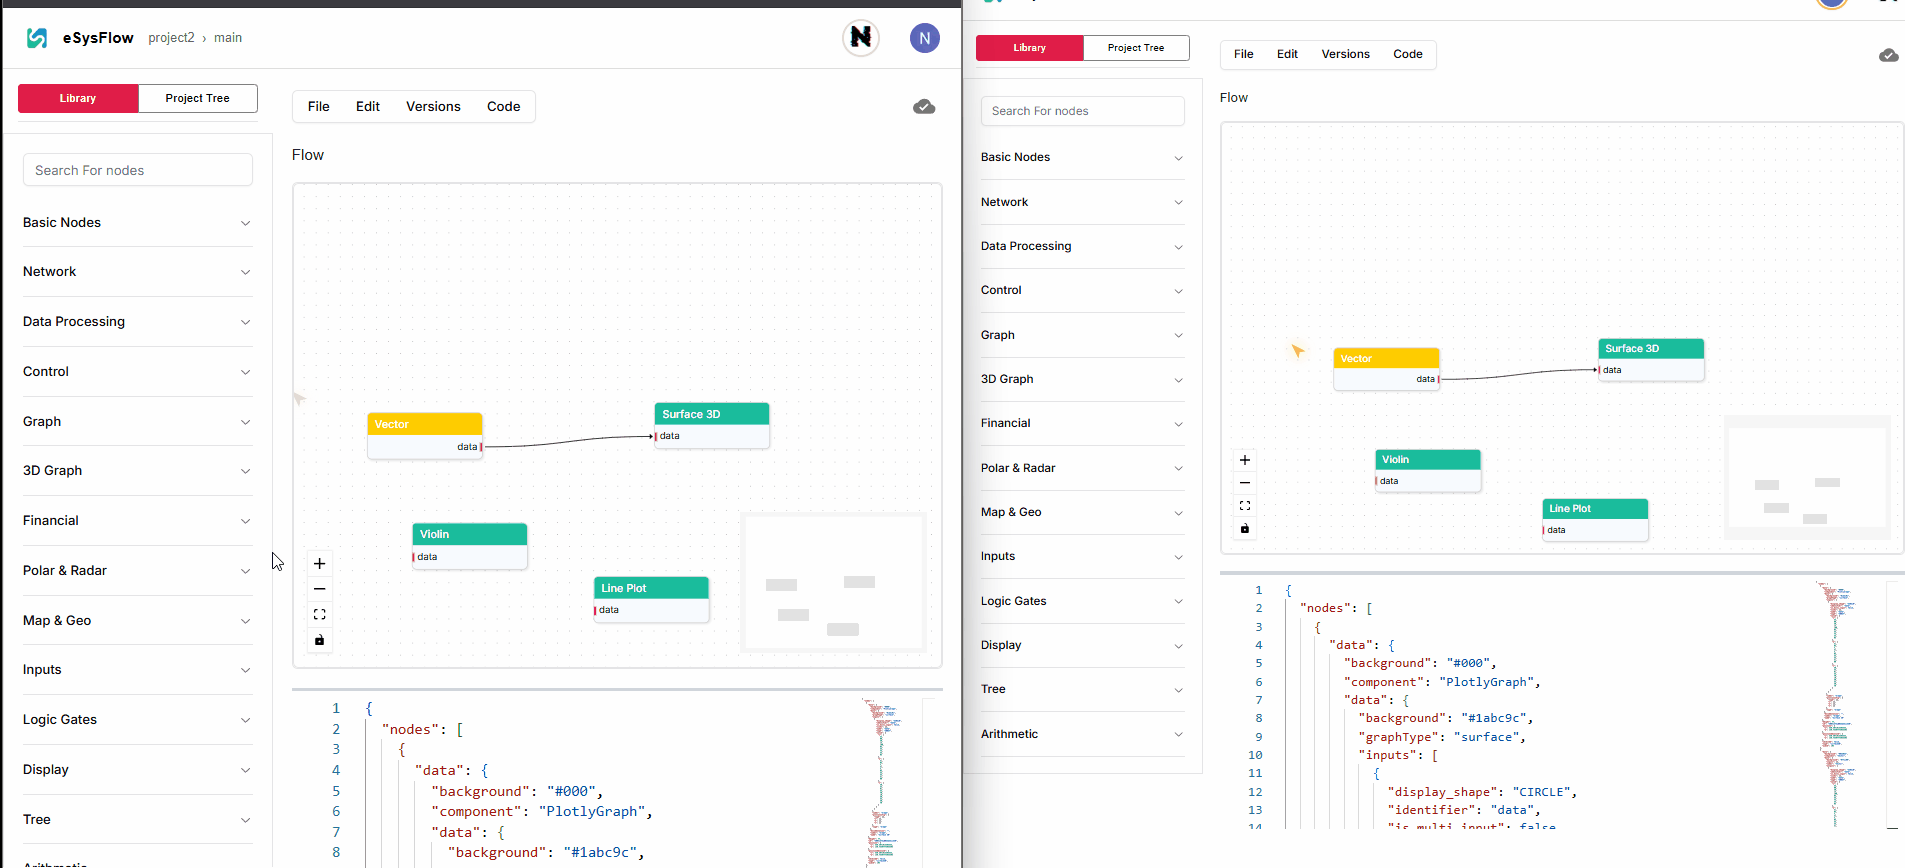 eSysFlow project2 › main
N
N
Library
Project Tree
File Edit Versions Code
Flow
Search For nodes
Basic Nodes
Network
Data Processing
Control
Graph
3D Graph
Financial
Polar & Radar
Map & Geo
Inputs
Logic Gates
Display
Tree
Arithmetic
Vector
data
Surface 3D
data
Violin
data
Line Plot
data
1 {
2 "nodes": [
3 {
4 "data": {
5 "background": "#000",
6 "component": "PlotlyGraph",
7 "data": {
8 "background": "#1abc9c",
Library
Project Tree
File Edit Versions Code
Flow
Search For nodes
Basic Nodes
Network
Data Processing
Control
Graph
3D Graph
Financial
Polar & Radar
Map & Geo
Inputs
Logic Gates
Display
Tree
Arithmetic
Vector
data
Surface 3D
data
Violin
data
Line Plot
data
1 {
2 "nodes": [
3 {
4 "data": {
5 "background": "#000",
6 "component": "PlotlyGraph",
7 "data": {
8 "background": "#1abc9c",
9 "graphType": "surface",
10 "inputs": [
11 {
12 "display_shape": "CIRCLE",
13 "identifier": "data",
14 "is_multi_input": false